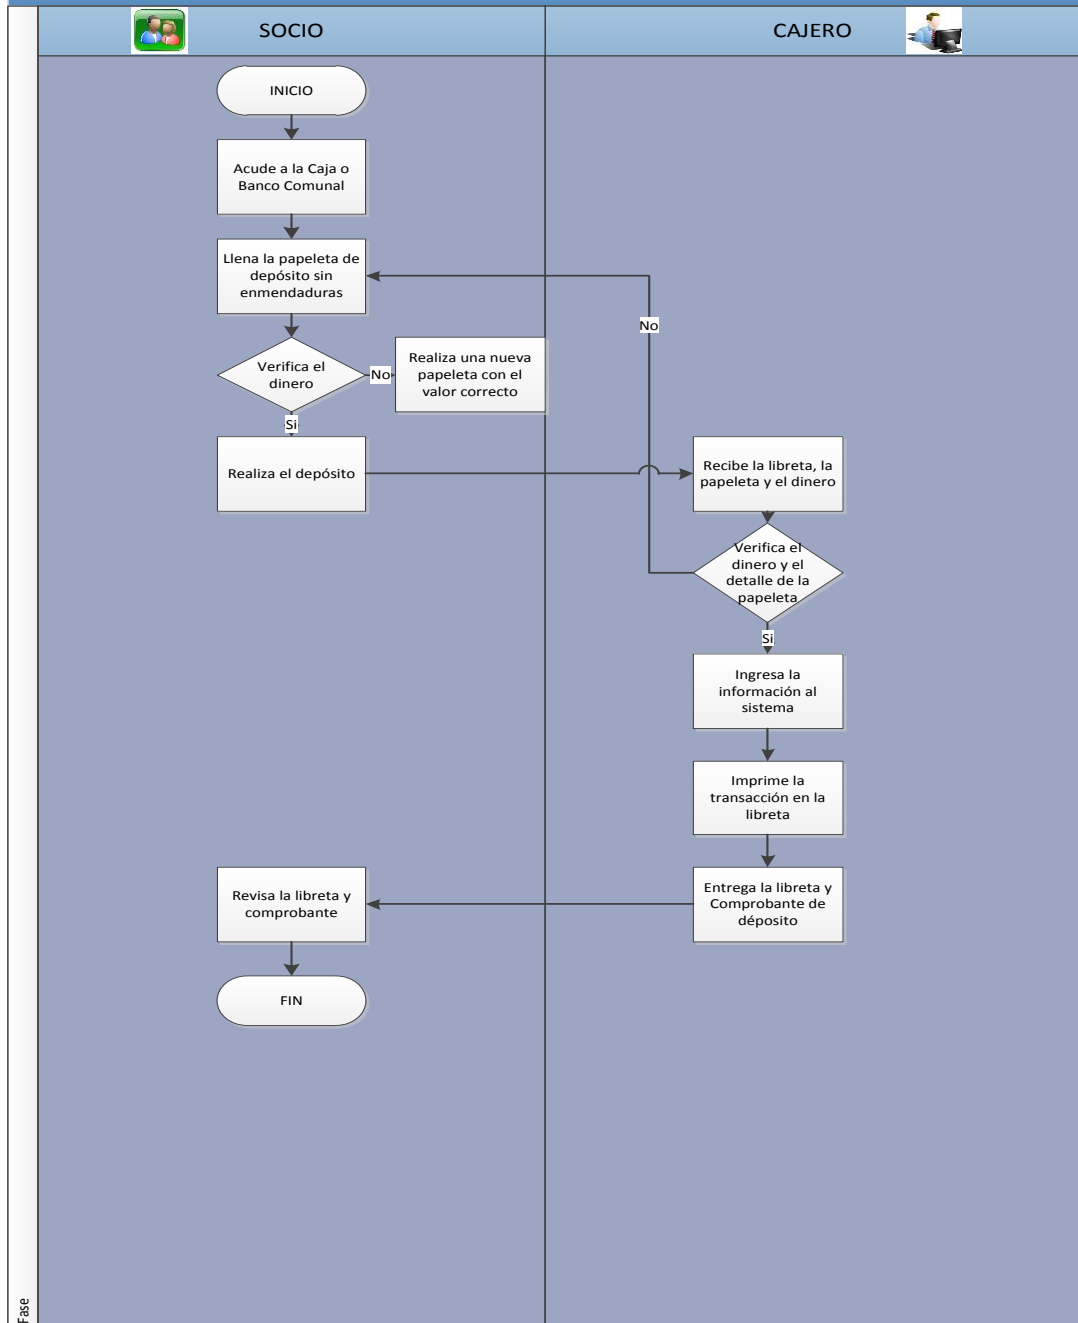 SOCIO
CAJERO
INICIO
Acude a la Caja o
Banco Comunal
Llena la papeleta de
depósito sin
enmendaduras
No
Verifica el
dinero
No
Realiza una nueva
papeleta con el
valor correcto
Si
Realiza el depósito
Recibe la libreta, la
papeleta y el dinero
Verifica el
dinero y el
detalle de la
papeleta
Si
Ingresa la
información al
sistema
Imprime la
transacción en la
libreta
Entrega la libreta y
Comprobante de
déposito
Revisa la libreta y
comprobante
FIN
Fase